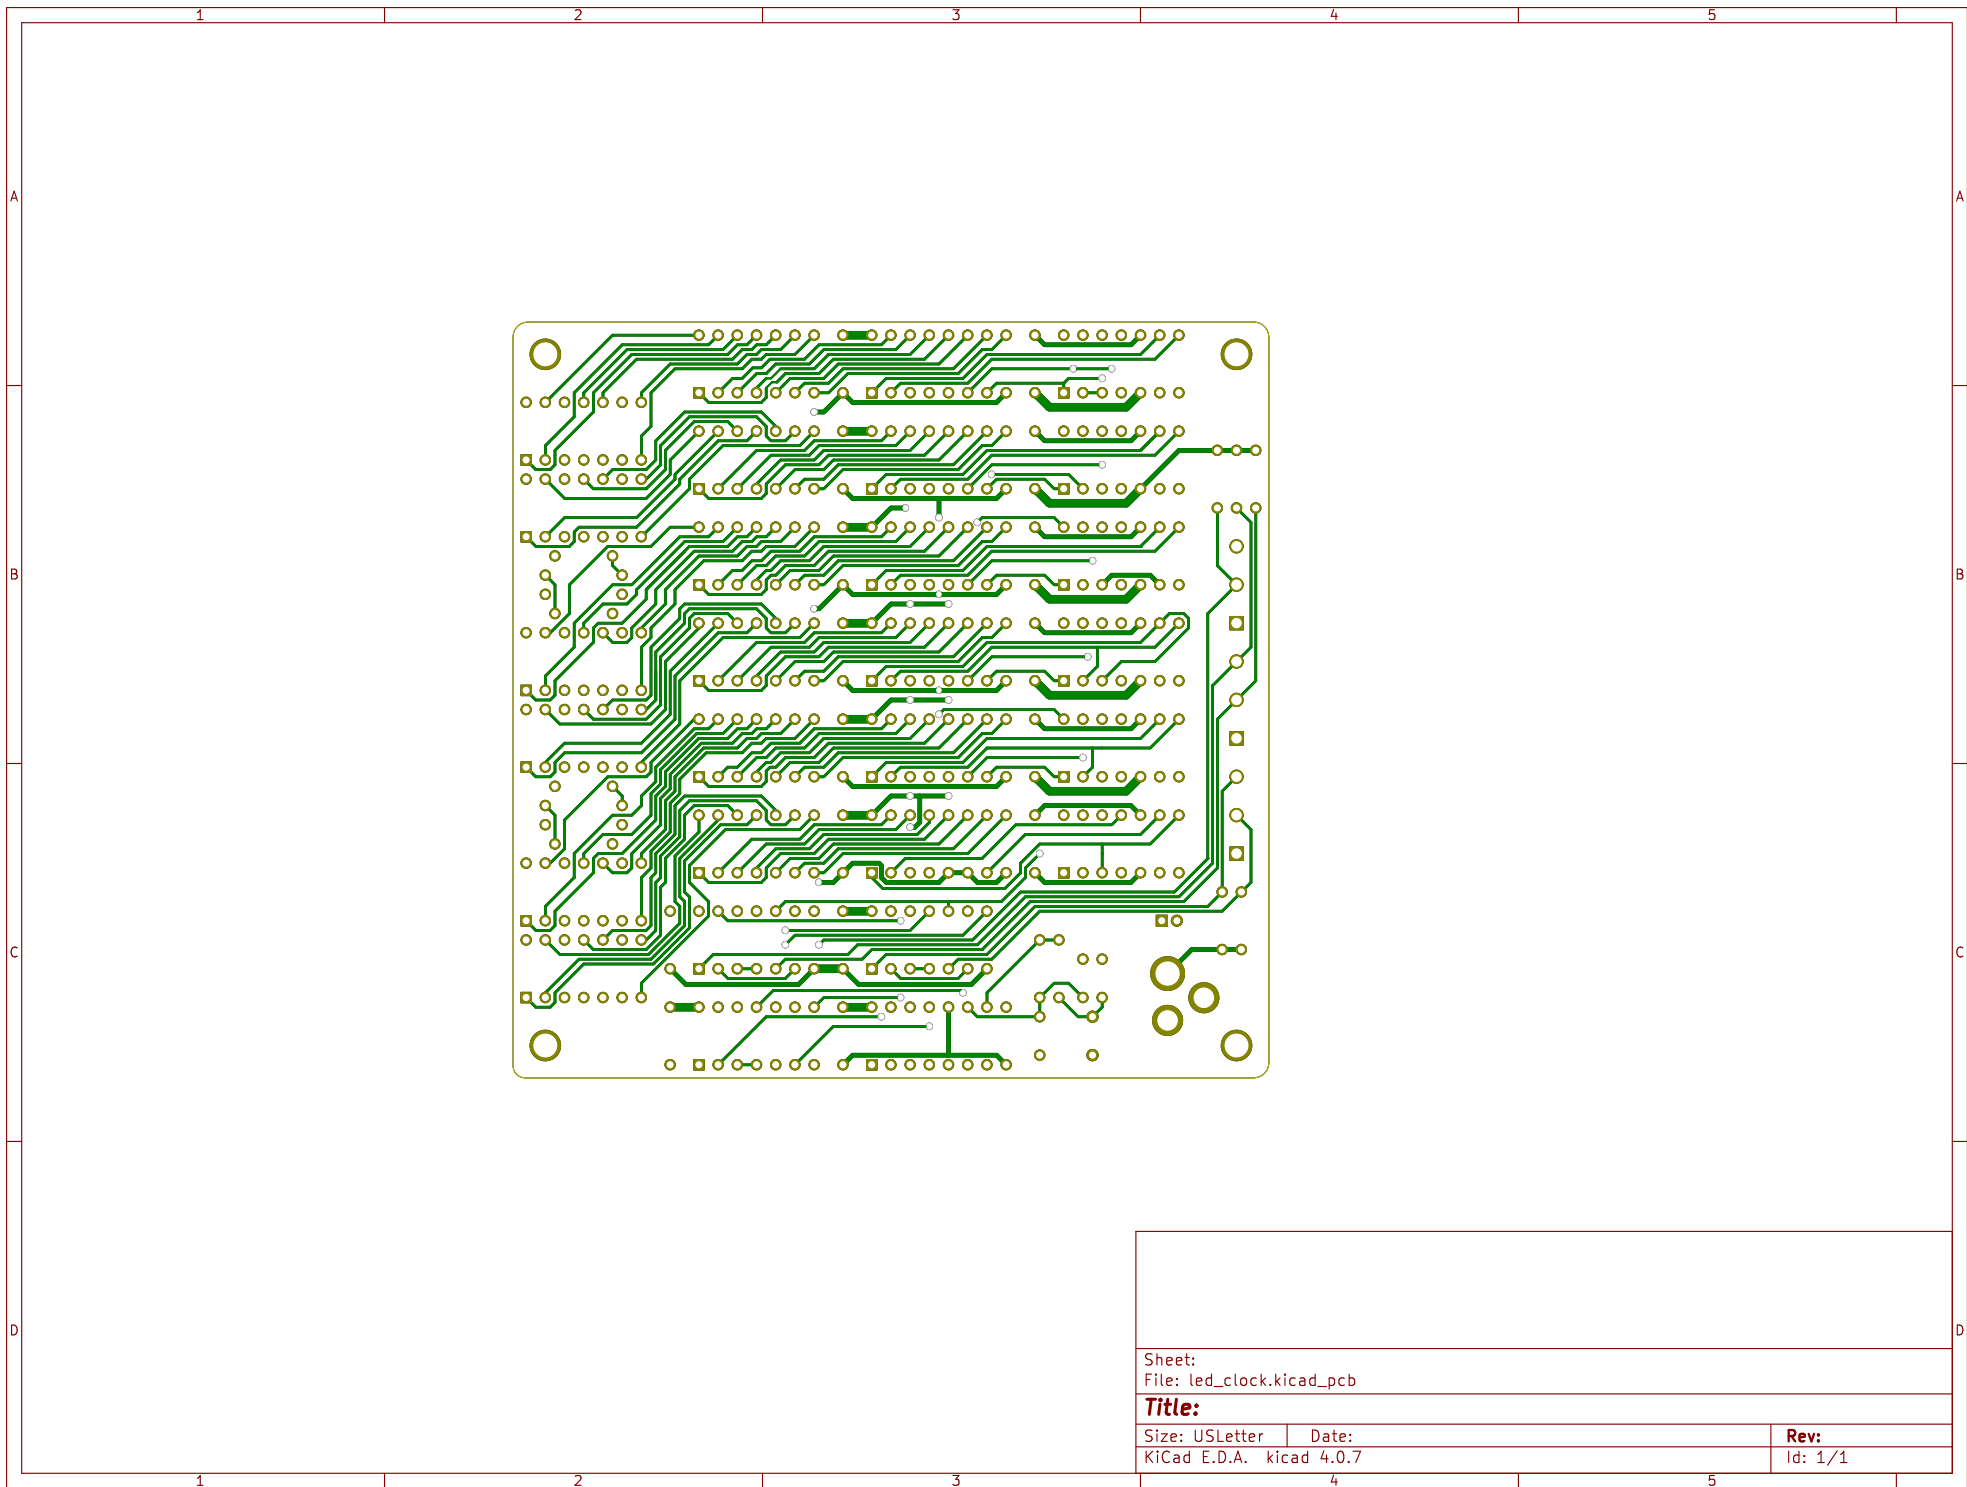 1 2 3 4 5
A A
B B
C C
D D
Sheet:
File: led_clock.kicad_pcb
Title:
Size: USLetter Date: Rev:
KiCad E.D.A. kicad 4.0.7 Id: 1/1
1 2 3 4 5